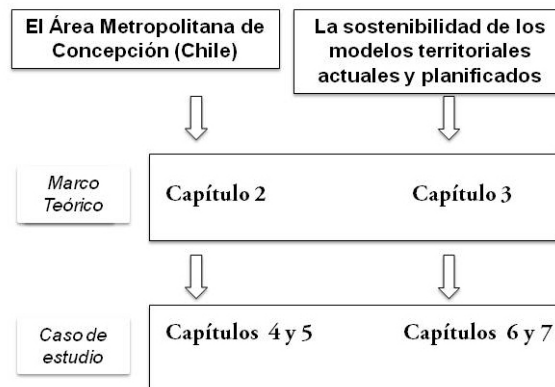 El Área Metropolitana de
Concepción (Chile)
La sostenibilidad de los
modelos territoriales
actuales y planificados
Marco
Teórico
Capítulo 2
Capítulo 3
Caso de
estudio
Capítulos 4 y 5
Capítulos 6 y 7